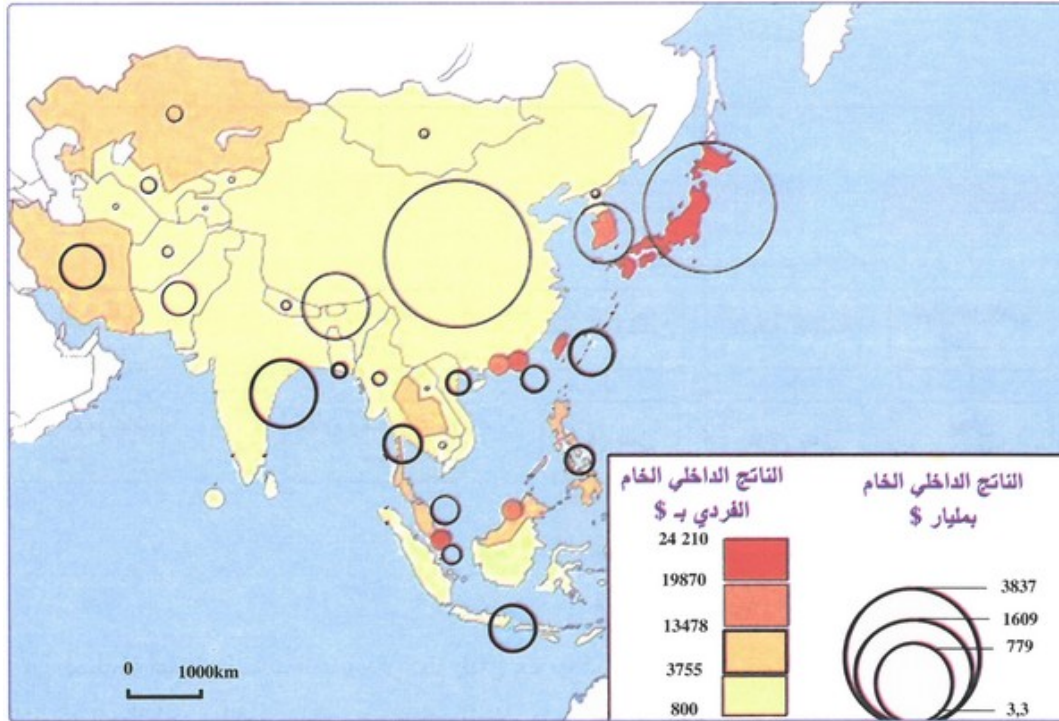 الناتج الداخلي الخام
الفردي بـ $
24 210
19870
13478
3755
800
الناتج الداخلي الخام
بمليار $
3837
1609
779
3,3
0 1000km